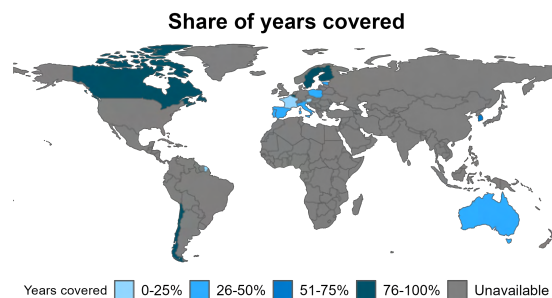 Share of years covered
Years covered 0-25% 26-50% 51-75% 76-100% Unavailable